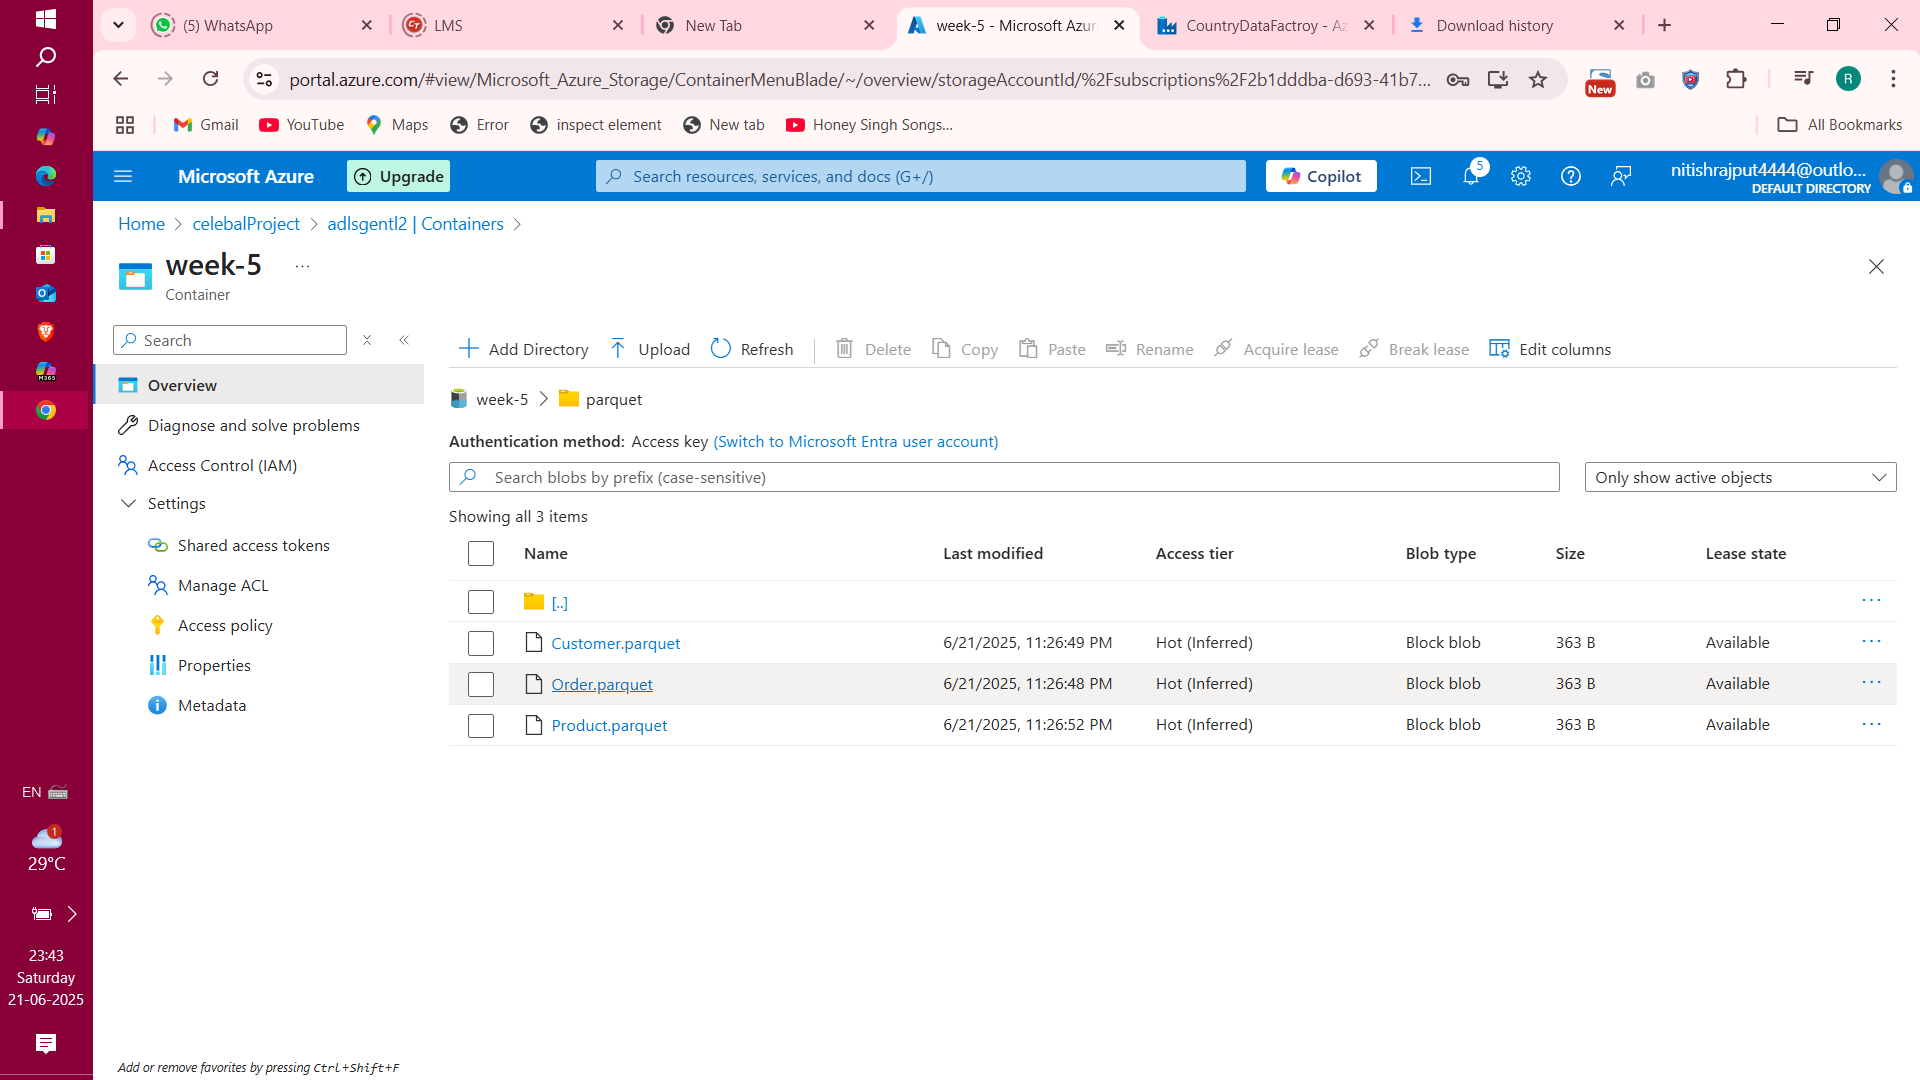 (5) WhatsApp
LMS
New Tab
week-5 - Microsoft Azur
CountryDataFactroy - Az
Download history
portal.azure.com/#view/Microsoft_Azure_Storage/ContainerMenuBlade/~/overview/storageAccountId/%2Fsubscriptions%2F2b1dddba-d693-41b7...
New
R
Gmail
YouTube
Maps
Error
inspect element
New tab
Honey Singh Songs...
All Bookmarks
Microsoft Azure
Upgrade
Search resources, services, and docs (G+/)
Copilot
5
nitishrajput4444@outlo...
DEFAULT DIRECTORY
Home > celebalProject > adlsgentl2 | Containers >
week-5 ...
Container
Search
Add Directory
Upload
Refresh
Delete
Copy
Paste
Rename
Acquire lease
Break lease
Edit columns
Overview
Diagnose and solve problems
Access Control (IAM)
Settings
Shared access tokens
Manage ACL
Access policy
Properties
Metadata
week-5 > parquet
Authentication method: Access key (Switch to Microsoft Entra user account)
Search blobs by prefix (case-sensitive)
Only show active objects
Showing all 3 items
Name Last modified Access tier Blob type Size Lease state
[..] ...
Customer.parquet 6/21/2025, 11:26:49 PM Hot (Inferred) Block blob 363 B Available ...
Order.parquet 6/21/2025, 11:26:48 PM Hot (Inferred) Block blob 363 B Available ...
Product.parquet 6/21/2025, 11:26:52 PM Hot (Inferred) Block blob 363 B Available ...
Add or remove favorites by pressing Ctrl+Shift+F
M365
EN
1
29°C
23:43
Saturday
21-06-2025